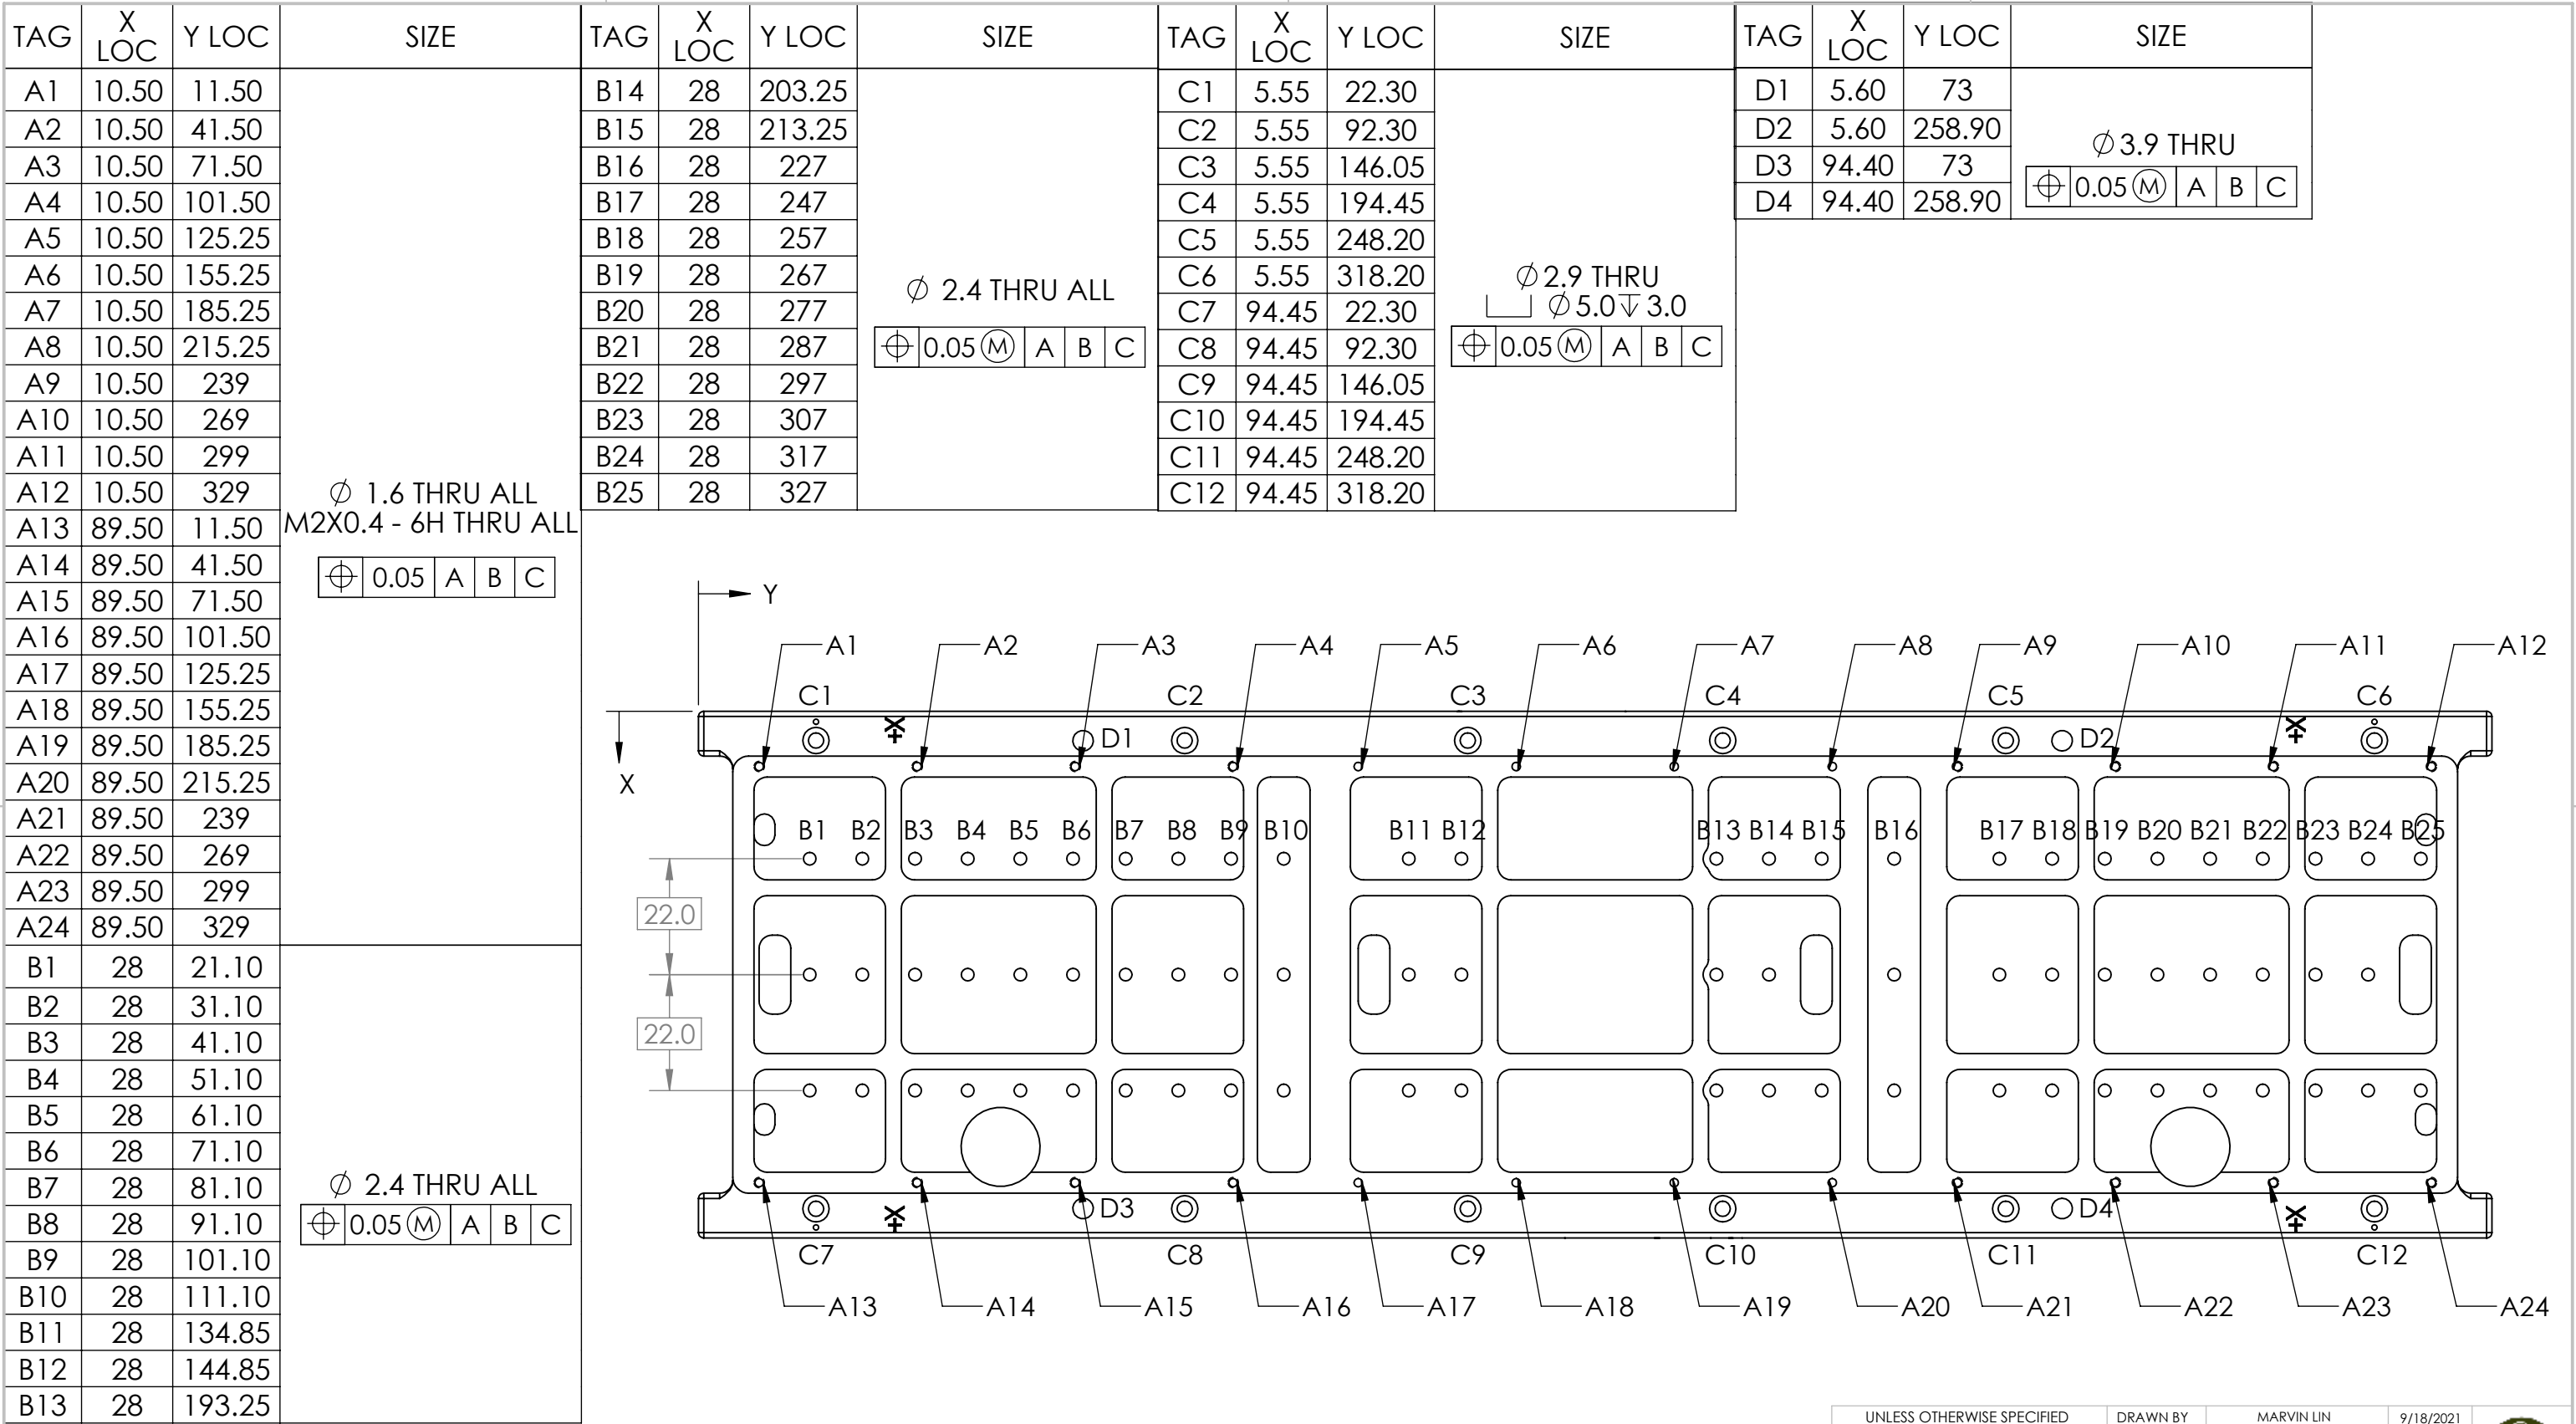 TAG X LOC Y LOC SIZE
A1 10.50 11.50
A2 10.50 41.50
A3 10.50 71.50
A4 10.50 101.50
A5 10.50 125.25
A6 10.50 155.25
A7 10.50 185.25
A8 10.50 215.25
A9 10.50 239
A10 10.50 269
A11 10.50 299
A12 10.50 329
A13 89.50 11.50
A14 89.50 41.50
A15 89.50 71.50
A16 89.50 101.50
A17 89.50 125.25
A18 89.50 155.25
A19 89.50 185.25
A20 89.50 215.25
A21 89.50 239
A22 89.50 269
A23 89.50 299
A24 89.50 329
∅ 1.6 THRU ALL
M2X0.4 - 6H THRU ALL
⌖ 0.05 A B C
B1 28 21.10
B2 28 31.10
B3 28 41.10
B4 28 51.10
B5 28 61.10
B6 28 71.10
B7 28 81.10
B8 28 91.10
B9 28 101.10
B10 28 111.10
B11 28 134.85
B12 28 144.85
B13 28 193.25
∅ 2.4 THRU ALL
⌖ 0.05 Ⓜ A B C
TAG X LOC Y LOC SIZE
B14 28 203.25
B15 28 213.25
B16 28 227
B17 28 247
B18 28 257
B19 28 267
B20 28 277
B21 28 287
B22 28 297
B23 28 307
B24 28 317
B25 28 327
∅ 2.4 THRU ALL
⌖ 0.05 Ⓜ A B C
TAG X LOC Y LOC SIZE
C1 5.55 22.30
C2 5.55 92.30
C3 5.55 146.05
C4 5.55 194.45
C5 5.55 248.20
C6 5.55 318.20
C7 94.45 22.30
C8 94.45 92.30
C9 94.45 146.05
C10 94.45 194.45
C11 94.45 248.20
C12 94.45 318.20
∅ 2.9 THRU
⌴ ∅ 5.0 ↧ 3.0
⌖ 0.05 Ⓜ A B C
TAG X LOC Y LOC SIZE
D1 5.60 73
D2 5.60 258.90
D3 94.40 73
D4 94.40 258.90
∅ 3.9 THRU
⌖ 0.05 Ⓜ A B C
Y
A1 A2 A3 A4 A5 A6 A7 A8 A9 A10 A11 A12
C1 C2 C3 C4 C5 C6
D1 D2
X
B1 B2 B3 B4 B5 B6 B7 B8 B9 B10 B11 B12 B13 B14 B15 B16 B17 B18 B19 B20 B21 B22 B23 B24 B25
22.0
22.0
D3 D4
C7 C8 C9 C10 C11 C12
A13 A14 A15 A16 A17 A18 A19 A20 A21 A22 A23 A24
UNLESS OTHERWISE SPECIFIED DRAWN BY MARVIN LIN 9/18/2021